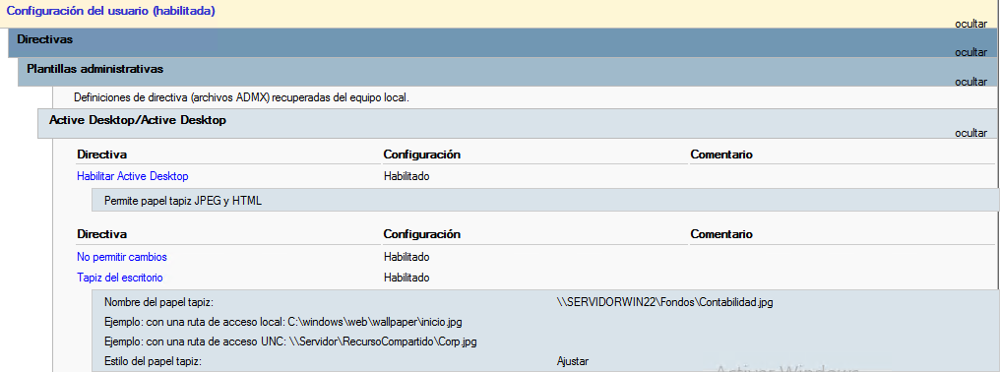 Configuración del usuario (habilitada)
ocultar
Directivas
ocultar
Plantillas administrativas
ocultar
Definiciones de directiva (archivos ADMX) recuperadas del equipo local.
Active Desktop/Active Desktop
ocultar
Directiva Configuración Comentario
Habilitar Active Desktop Habilitado
Permite papel tapiz JPEG y HTML
Directiva Configuración Comentario
No permitir cambios Habilitado
Tapiz del escritorio Habilitado
Nombre del papel tapiz: \\SERVIDORWIN22\Fondos\Contabilidad.jpg
Ejemplo: con una ruta de acceso local: C:\windows\web\wallpaper\inicio.jpg
Ejemplo: con una ruta de acceso UNC: \\Servidor\RecursoCompartido\Corp.jpg
Estilo del papel tapiz: Ajustar